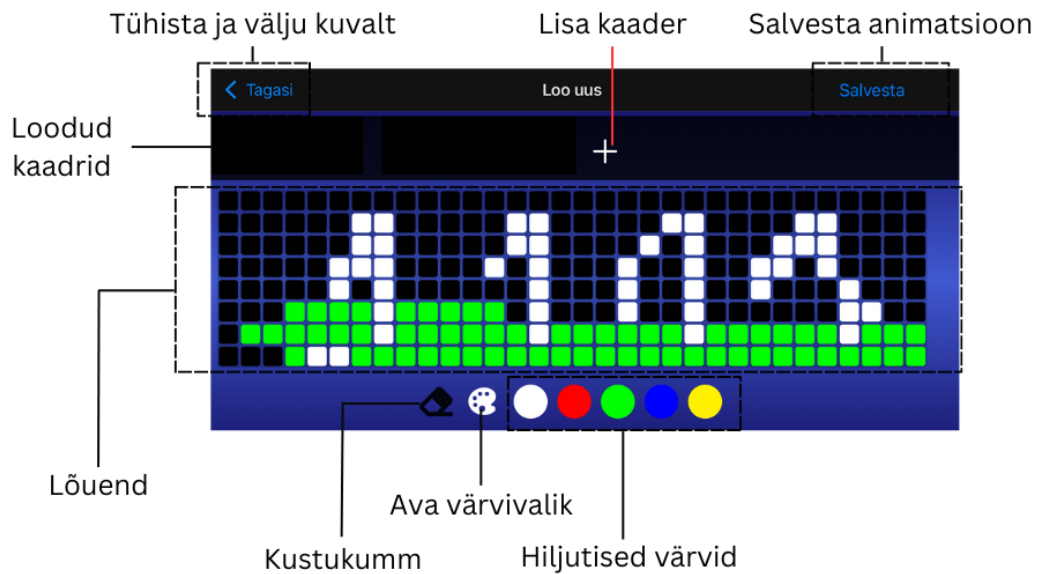 Tühista ja välju kuvalt
Lisa kaader
Salvesta animatsioon
Tagasi
Loo uus
Salvesta
Loodud
kaadrid
Lõuend
Ava värvivalik
Kustukumm
Hiljutised värvid